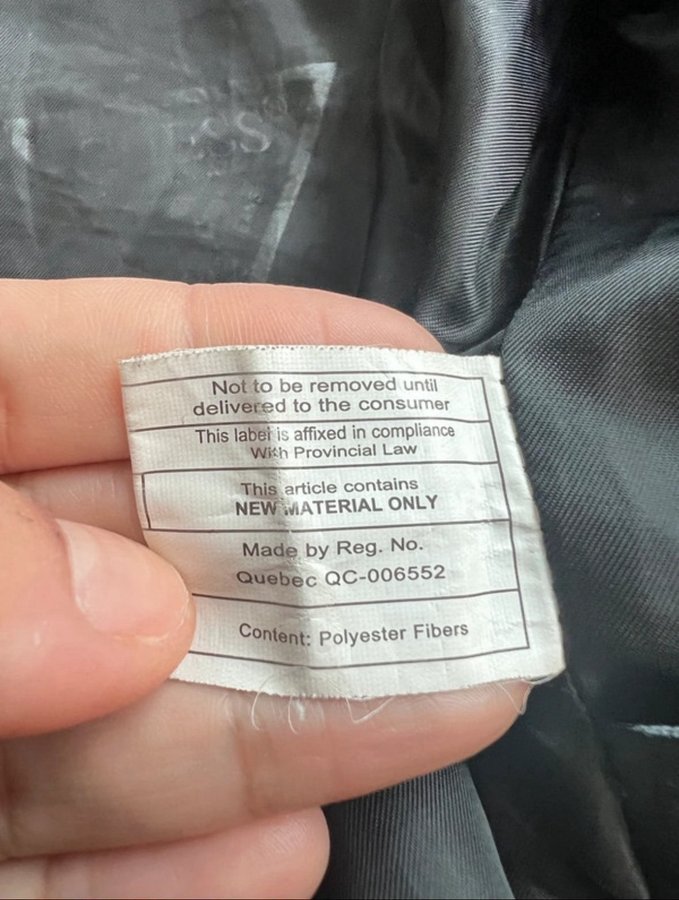 Not to be removed until
delivered to the consumer
This label is affixed in compliance
With Provincial Law
This article contains
NEW MATERIAL ONLY
Made by Reg. No.
Quebec QC-006552
Content: Polyester Fibers